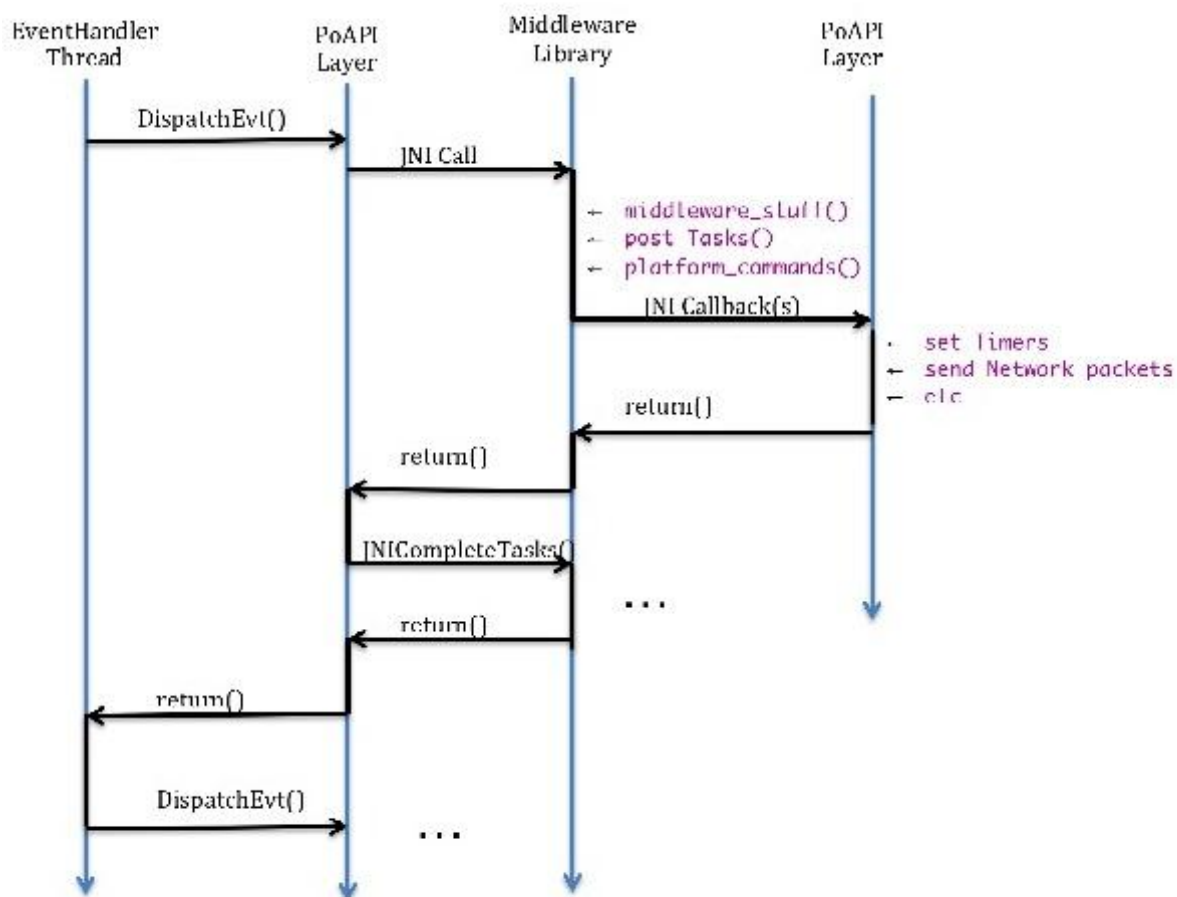 EventHandler
Thread
PoAPI
Layer
Middleware
Library
PoAPI
Layer
DispatchEvt()
JNI Call
← middleware_stuff()
← post Tasks()
← platform_commands()
JNI Callback(s)
← set Timers
← send Network packets
← etc
return()
return()
JNICompleteTasks()
...
return()
return()
DispatchEvt()
...